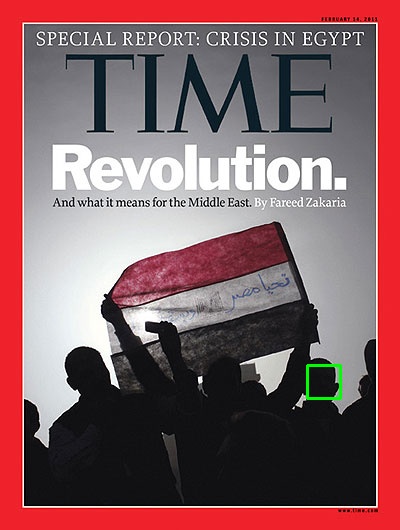 FEBRUARY 14, 2011
SPECIAL REPORT: CRISIS IN EGYPT
TIME
Revolution.
And what it means for the Middle East. By Fareed Zakaria
تحيا مصر
www.time.com